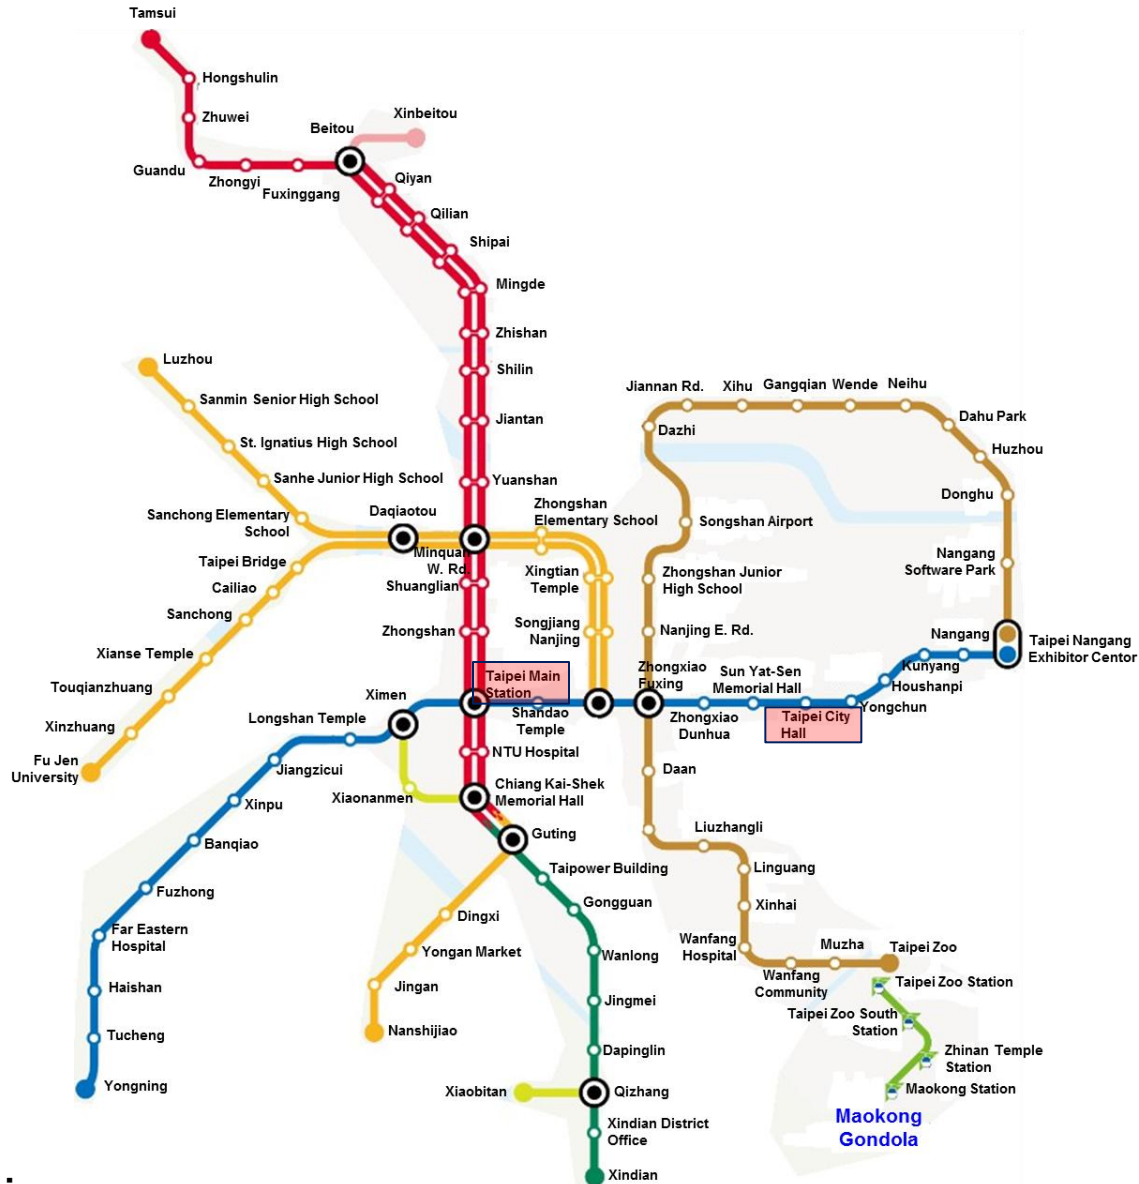 Tamsui
Hongshulin
Xinbeitou
Zhuwei
Beitou
Guandu
Zhongyi
Fuxinggang
Qiyan
Qilian
Shipai
Mingde
Zhishan
Luzhou
Shilin
Jiannan Rd.
Xihu
Gangqian
Wende
Neihu
Sanmin Senior High School
Jiantan
Dahu Park
Dazhi
St. Ignatius High School
Huzhou
Sanhe Junior High School
Yuanshan
Donghu
Sanchong Elementary
School
Daqiaotou
Zhongshan
Elementary School
Songshan Airport
Taipei Bridge
Minquan
W. Rd.
Nangang
Software Park
Cailiao
Shuanglian
Xingtian
Temple
Zhongshan Junior
High School
Sanchong
Zhongshan
Songjiang
Nanjing
Nanjing E. Rd.
Nangang
Taipei Nangang
Exhibitor Centor
Xianse Temple
Kunyang
Touqianzhuang
Ximen
Taipei Main
Station
Zhongxiao
Fuxing
Sun Yat-Sen
Memorial Hall
Houshanpi
Yongchun
Xinzhuang
Longshan Temple
Shandao
Temple
Zhongxiao
Dunhua
Taipei City
Hall
Fu Jen
University
Jiangzicui
NTU Hospital
Daan
Xinpu
Xiaonanmen
Chiang Kai-Shek
Memorial Hall
Banqiao
Guting
Liuzhangli
Fuzhong
Taipower Building
Linguang
Far Eastern
Hospital
Dingxi
Gongguan
Xinhai
Yongan Market
Wanlong
Wanfang
Hospital
Muzha
Taipei Zoo
Haishan
Jingan
Jingmei
Wanfang
Community
Taipei Zoo Station
Tucheng
Nanshijiao
Dapinglin
Taipei Zoo South
Station
Zhinan Temple
Station
Yongning
Xiaobitan
Qizhang
Maokong Station
Xindian District
Office
Maokong
Gondola
Xindian